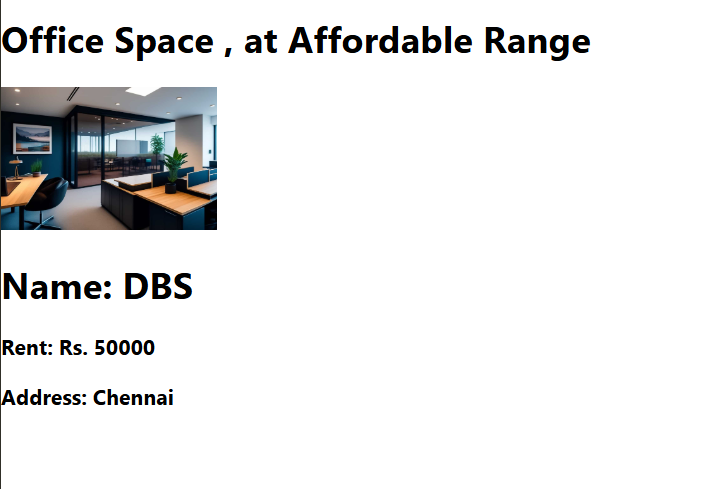 Office Space , at Affordable Range
Name: DBS
Rent: Rs. 50000
Address: Chennai